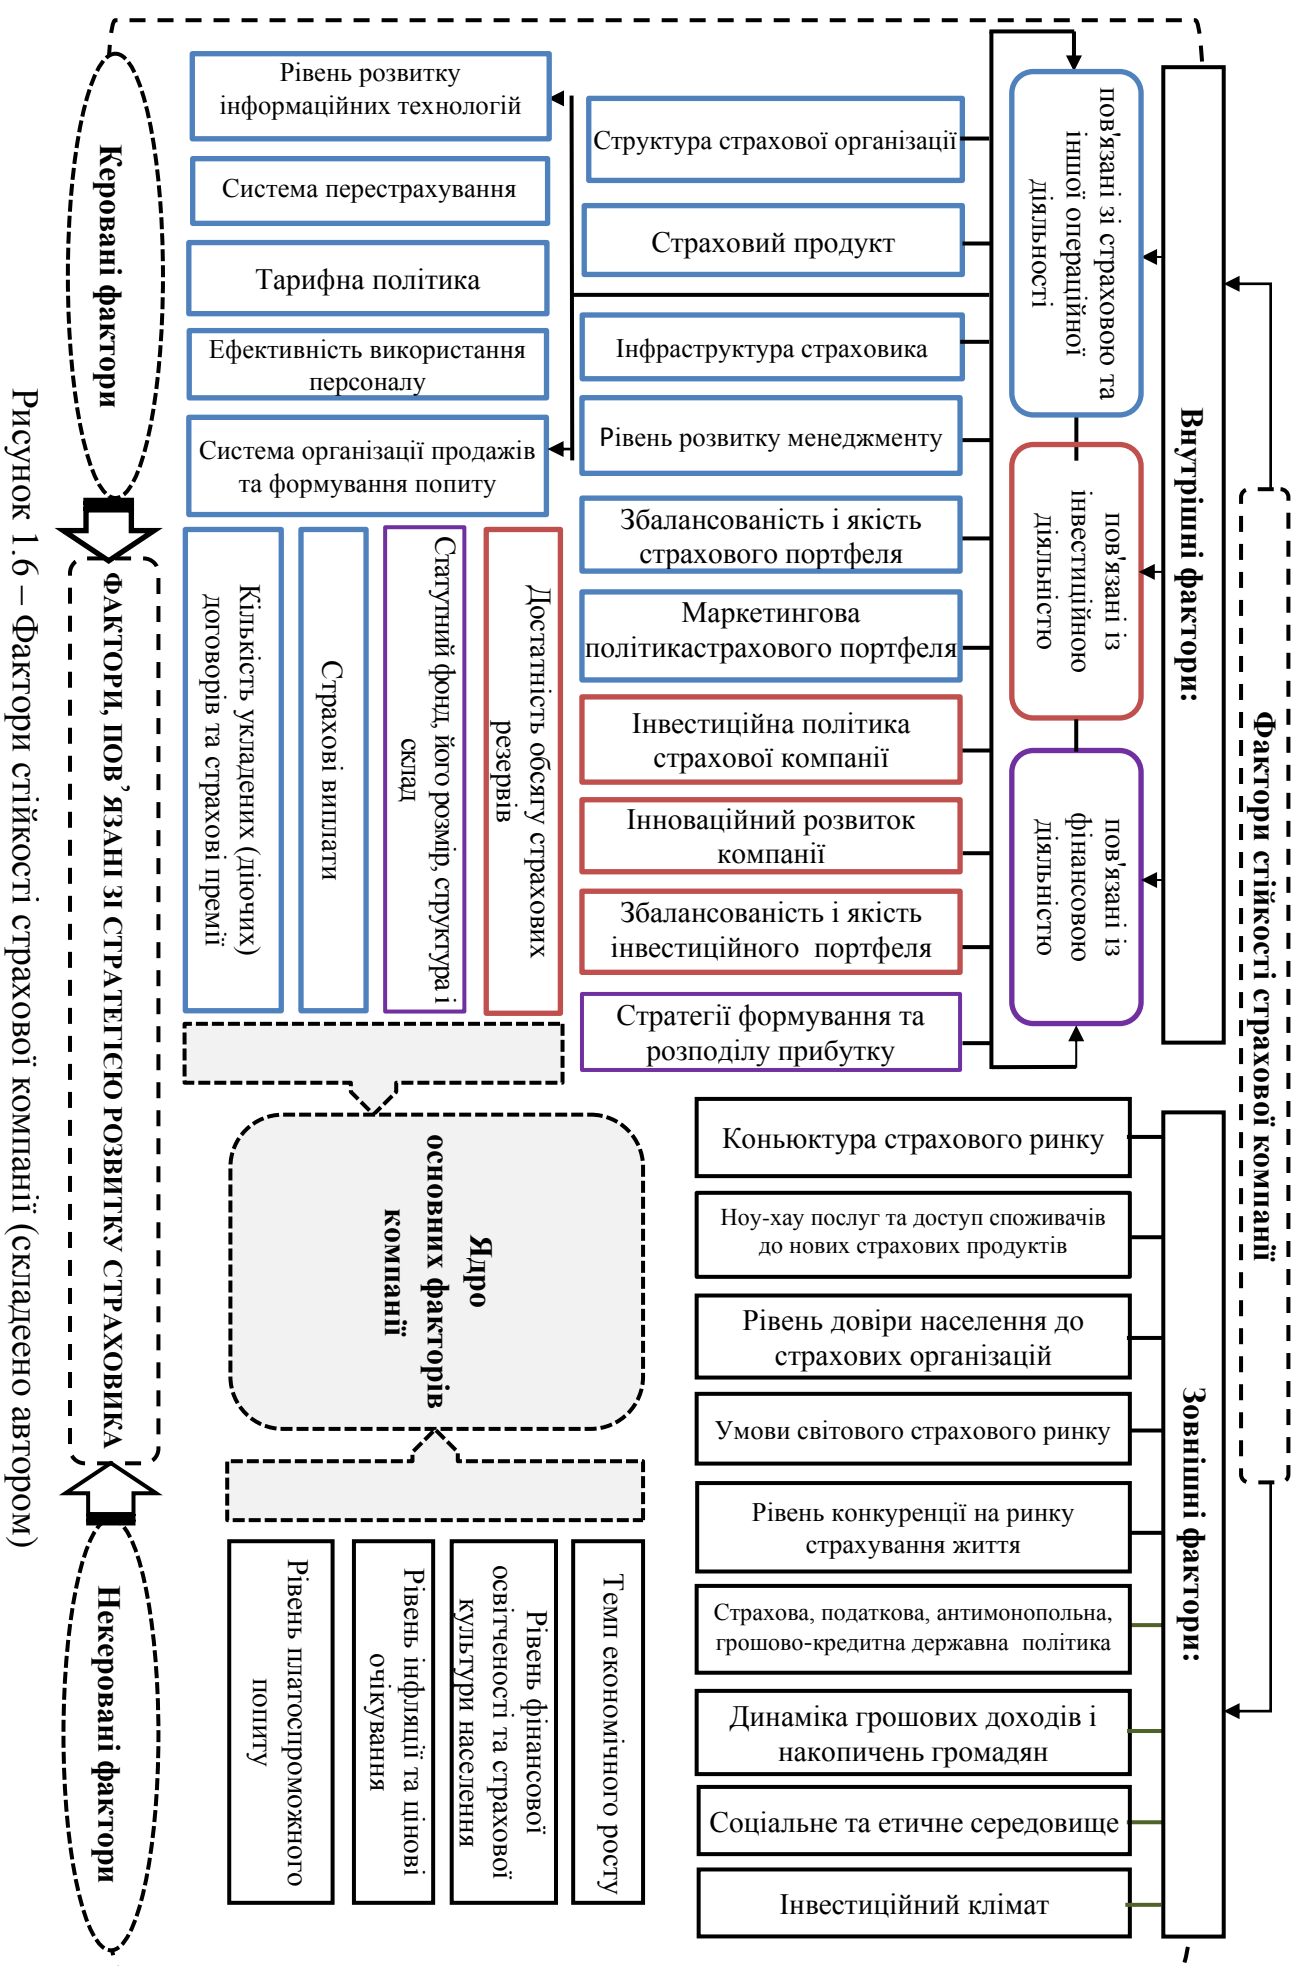 Фактори стійкості страхової компанії
Внутрішні фактори:
пов'язані зі страховою та
іншої операційної
діяльності
пов'язані із
інвестиційною
діяльністю
пов'язані із
фінансовою
діяльністю
Структура страхової організації
Страховий продукт
Інфраструктура страховика
Рівень розвитку менеджменту
Збалансованість і якість
страхового портфеля
Маркетингова
політикастрахового портфеля
Інвестиційна політика
страхової компанії
Інноваційний розвиток
компанії
Збалансованість і якість
інвестиційного портфеля
Стратегії формування та
розподілу прибутку
Рівень розвитку
інформаційних технологій
Система перестрахування
Тарифна політика
Ефективність використання
персоналу
Система організації продажів
та формування попиту
Достатність обсягу страхових
резервів
Статутний фонд, його розмір, структура і
склад
Страхові виплати
Кількість укладених (діючих)
договорів та страхові премії
Зовнішні фактори:
Коньюктура страхового ринку
Ноу-хау послуг та доступ споживачів
до нових страхових продуктів
Рівень довіри населення до
страхових організацій
Умови світового страхового ринку
Рівень конкуренції на ринку
страхування життя
Страхова, податкова, антимонопольна,
грошово-кредитна державна політика
Динаміка грошових доходів і
накопичень громадян
Соціальне та етичне середовище
Інвестиційний клімат
Темп економічного росту
Рівень фінансової
освітченості та страхової
культури населення
Рівень інфляції та цінові
очікування
Рівень платоспроможного
попиту
Ядро
основних факторів
компанії
Керовані фактори
ФАКТОРИ, ПОВ’ЯЗАНІ ЗІ СТРАТЕГІЄЮ РОЗВИТКУ СТРАХОВИКА
Некеровані фактори
Рисунок 1.6 – Фактори стійкості страхової компанії (складеено автором)